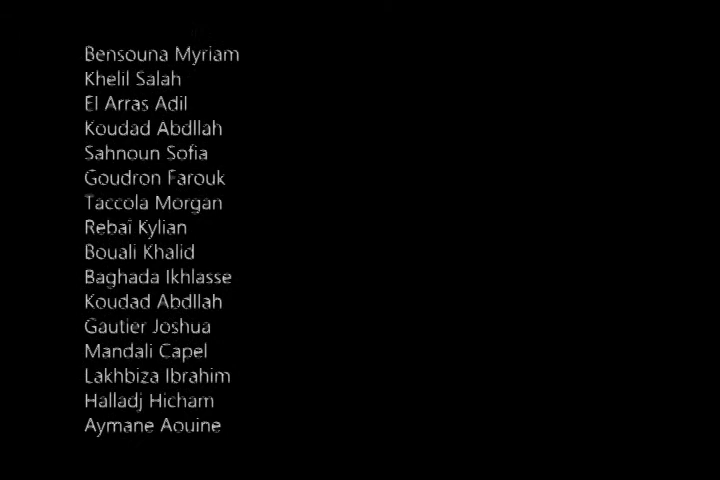 Bensouna Myriam
Khelil Salah
El Arras Adil
Koudad Abdllah
Sahnoun Sofia
Goudron Farouk
Taccola Morgan
Rebaï Kylian
Bouali Khalid
Baghada Ikhlasse
Koudad Abdllah
Gautier Joshua
Mandali Capel
Lakhbiza Ibrahim
Halladj Hicham
Aymane Aouine